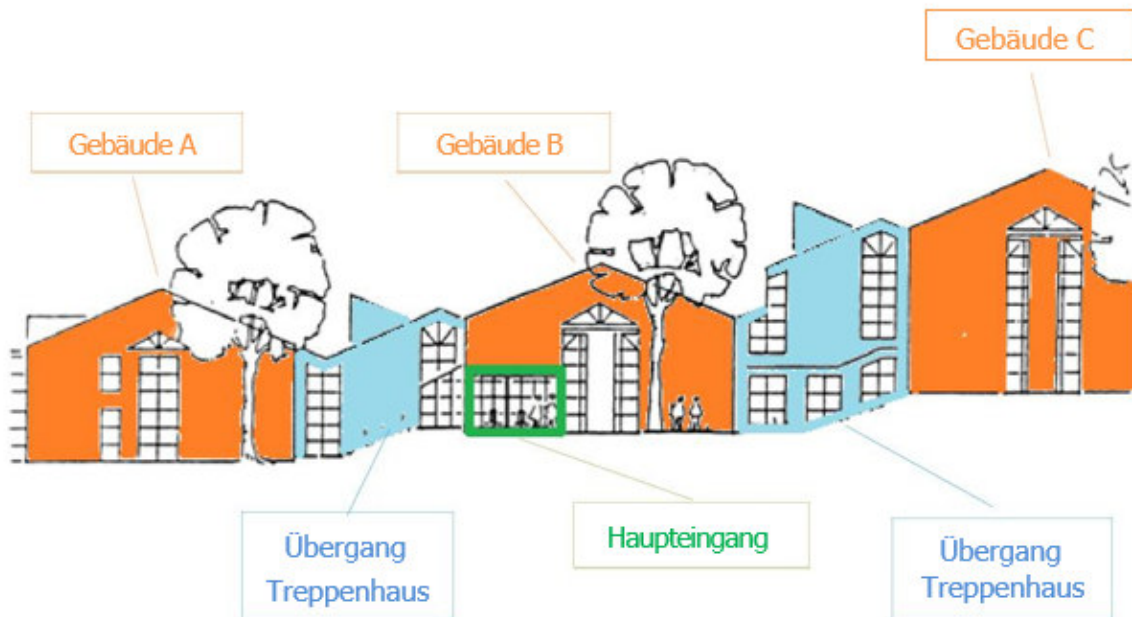 Gebäude C
Gebäude A
Gebäude B
Übergang
Treppenhaus
Haupteingang
Übergang
Treppenhaus